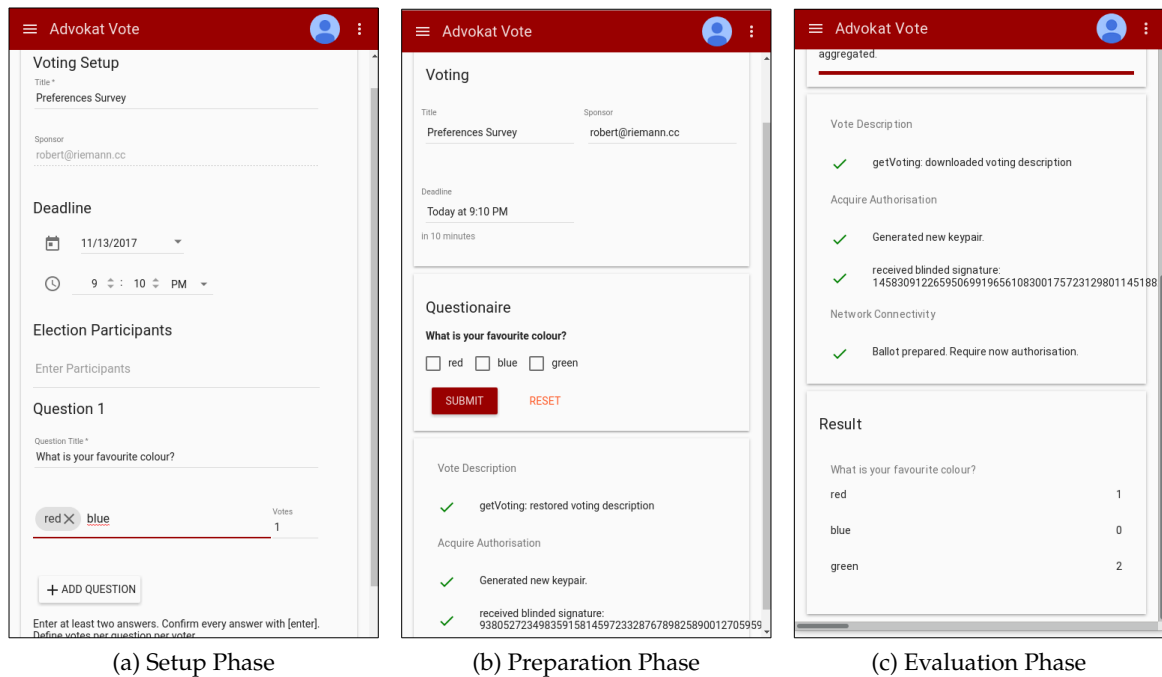 Advokat Vote
Voting Setup
Title *
Preferences Survey
Sponsor
robert@riemann.cc
Deadline
11/13/2017
9 : 10 PM
Election Participants
Enter Participants
Question 1
Question Title *
What is your favourite colour?
Votes
red blue 1
ADD QUESTION
Enter at least two answers. Confirm every answer with [enter].
Define votes per question per voter
(a) Setup Phase
Advokat Vote
Voting
Title Sponsor
Preferences Survey robert@riemann.cc
Deadline
Today at 9:10 PM
in 10 minutes
Questionaire
What is your favourite colour?
red blue green
SUBMIT RESET
Vote Description
getVoting: restored voting description
Acquire Authorisation
Generated new keypair.
received blinded signature:
93805272349835915814597233287678982589001270595
(b) Preparation Phase
Advokat Vote
aggregated.
Vote Description
getVoting: downloaded voting description
Acquire Authorisation
Generated new keypair.
received blinded signature:
14583091226595069919656108300175723129801145188
Network Connectivity
Ballot prepared. Require now authorisation.
Result
What is your favourite colour?
red 1
blue 0
green 2
(c) Evaluation Phase